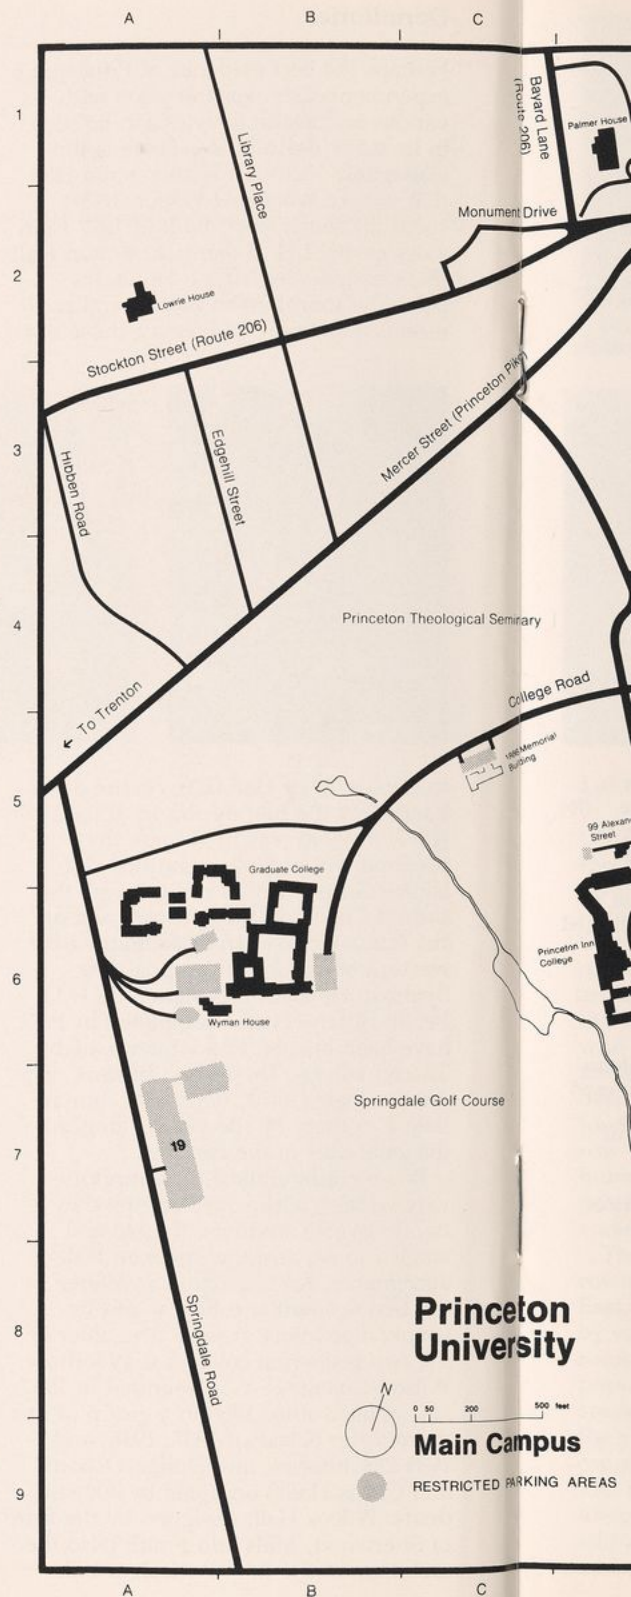 A
B
C
1
Bayard Lane
(Route 206)
Palmer House
Library Place
Monument Drive
2
Lowrie House
Stockton Street (Route 206)
Mercer Street (Princeton Pike)
3
Hibben Road
Edgehill Street
4
Princeton Theological Seminary
College Road
← To Trenton
Memorial
Building
5
99 Alexan
Street
Graduate College
Princeton Inn
College
6
Wyman House
Springdale Golf Course
7
19
Princeton
University
8
Springdale Road
N
0 50 200 500 feet
Main Campus
RESTRICTED PARKING AREAS
9
A
B
C